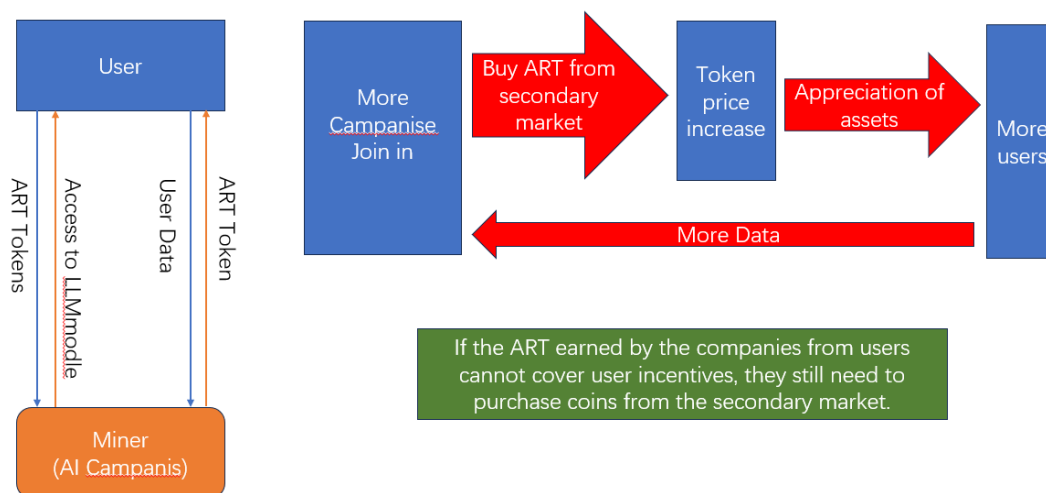 User
ART Tokens
Access to LLMmodle
User Data
ART Token
Miner
(AI Campanis)
More
Campanise
Join in
Buy ART from
secondary
market
Token
price
increase
Appreciation of
assets
More
users
More Data
If the ART earned by the companies from users
cannot cover user incentives, they still need to
purchase coins from the secondary market.